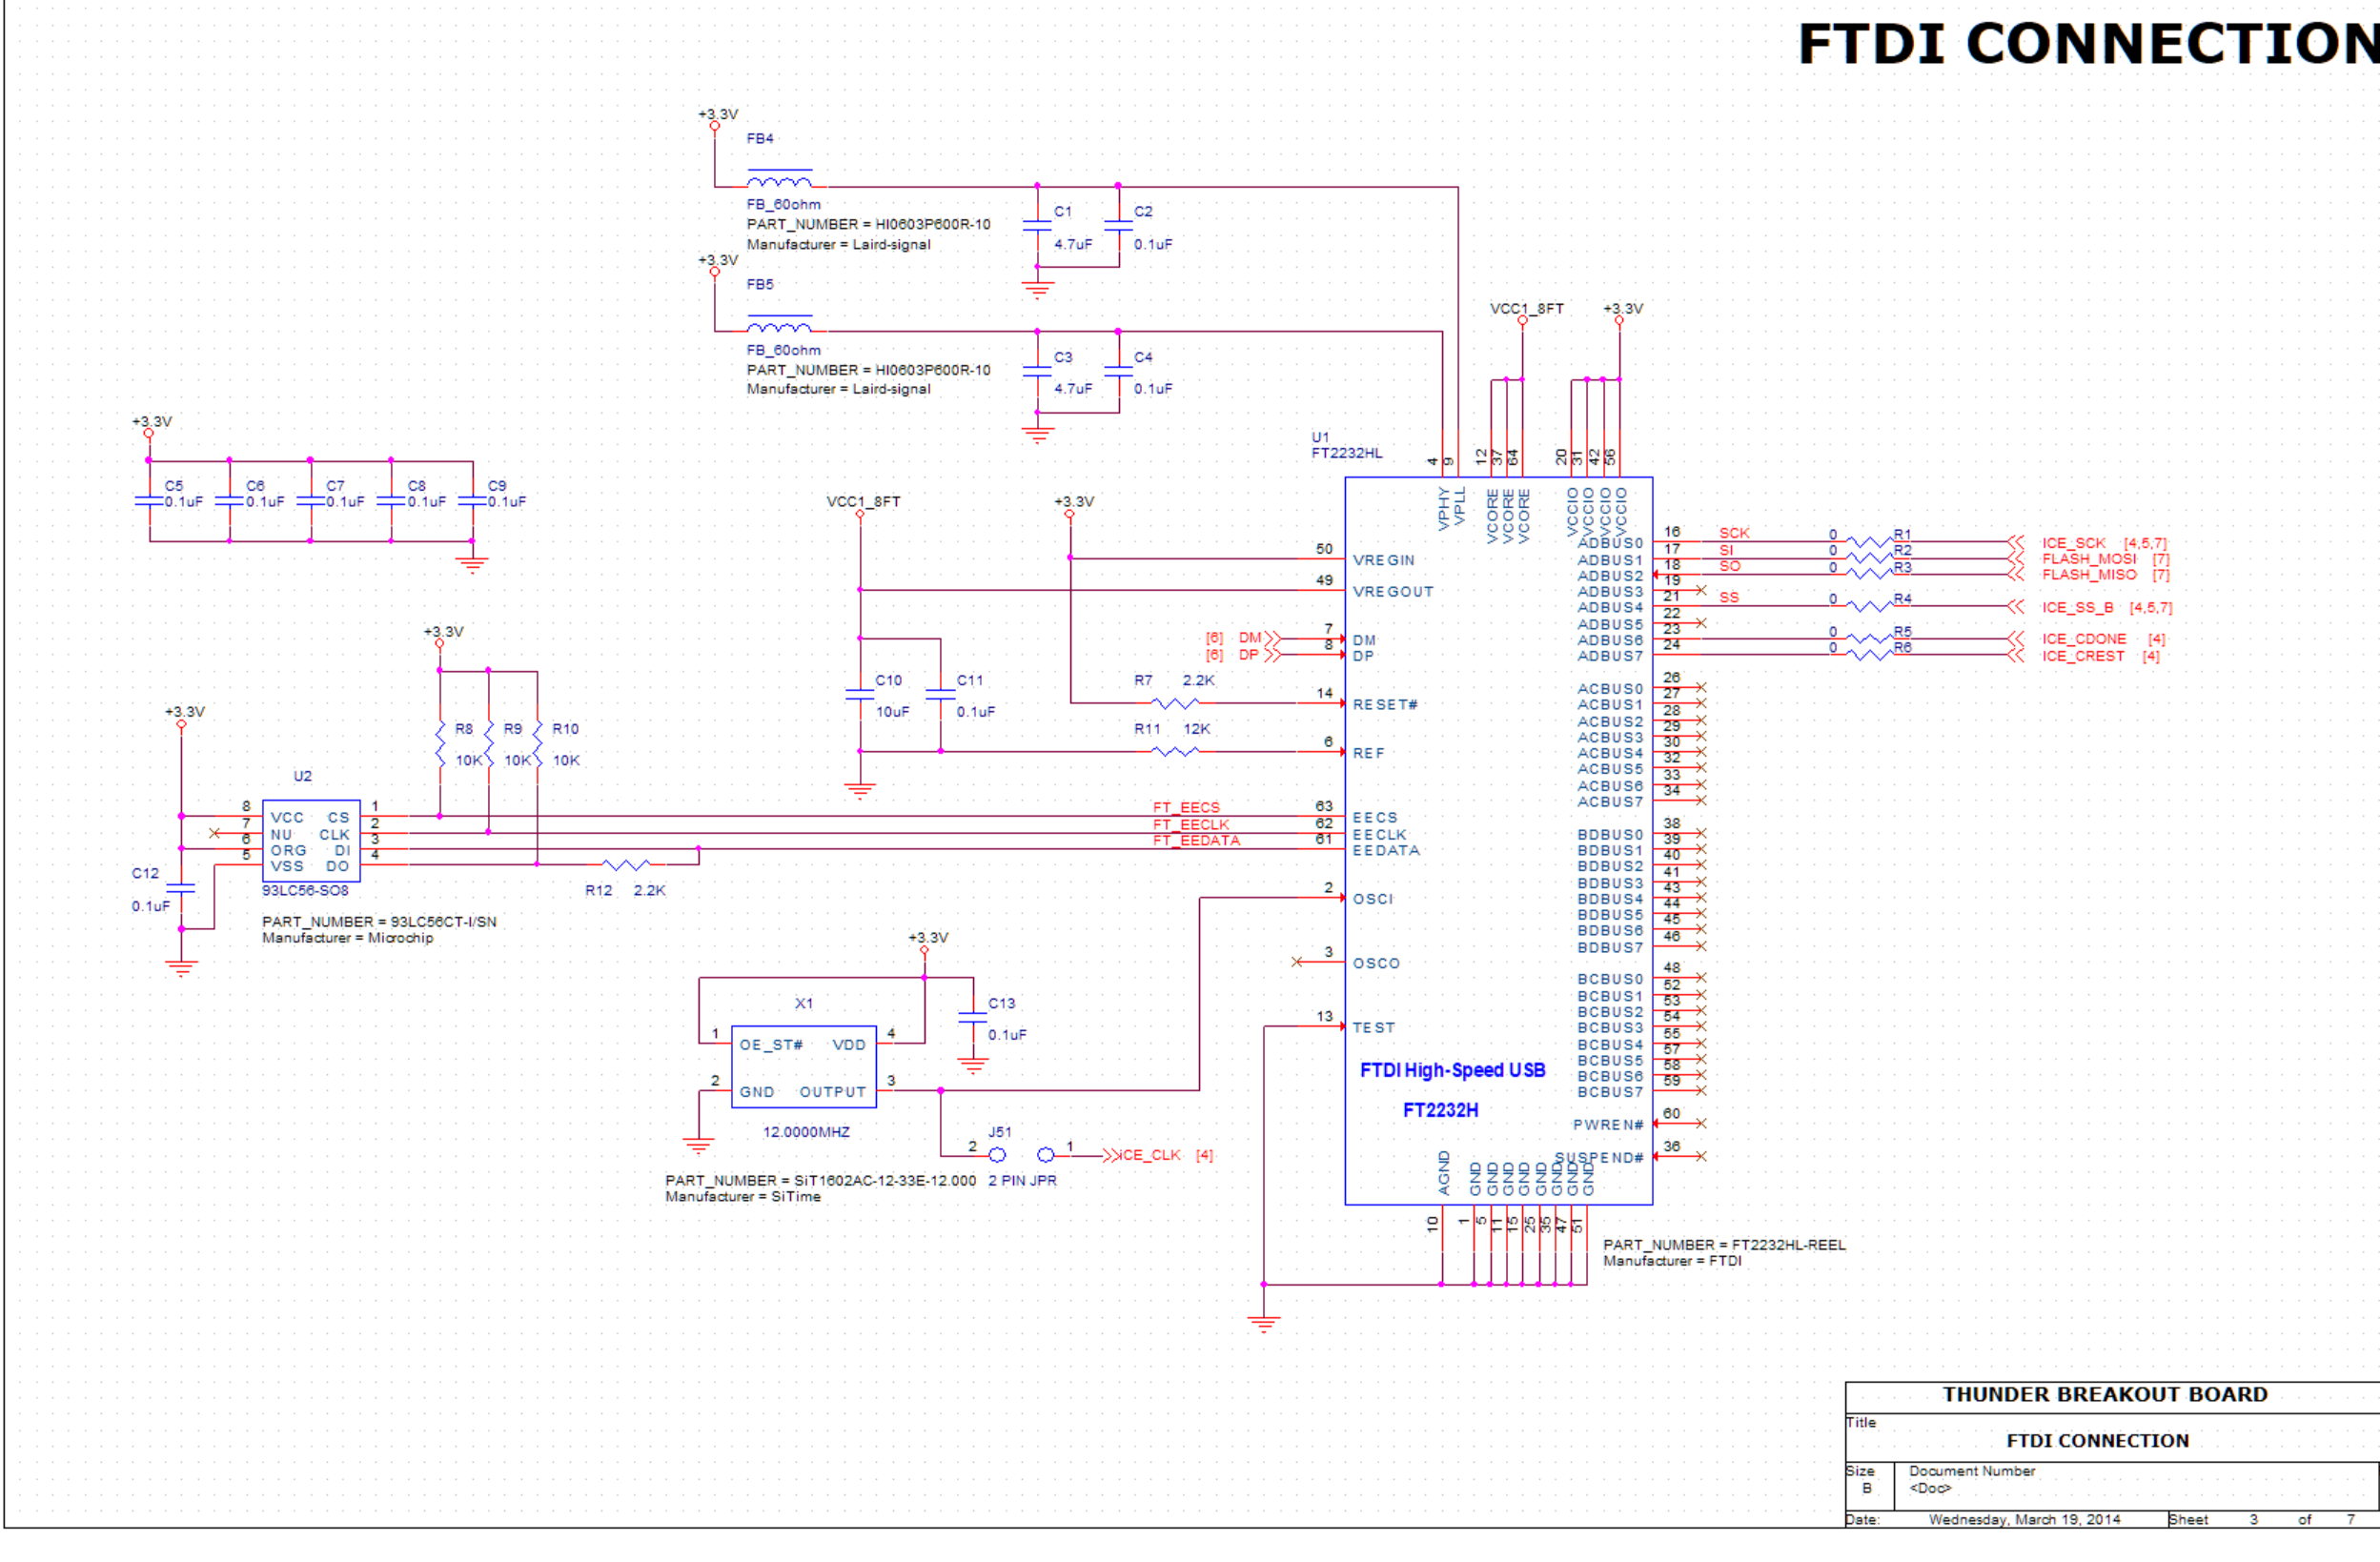 FTDI CONNECTION
+3.3V
FB4
FB_60ohm
PART_NUMBER = HI0603P600R-10
Manufacturer = Laird-signal
C1
4.7uF
C2
0.1uF
+3.3V
FB5
FB_60ohm
PART_NUMBER = HI0603P600R-10
Manufacturer = Laird-signal
C3
4.7uF
C4
0.1uF
VCC1_8FT
+3.3V
+3.3V
C5
0.1uF
C6
0.1uF
C7
0.1uF
C8
0.1uF
C9
0.1uF
U1
FT2232HL
4
9
12
37
64
20
31
42
56
VPHY
VPLL
VCORE
VCORE
VCORE
VCCIO
VCCIO
VCCIO
VCCIO
VCC1_8FT
+3.3V
50 VREGIN
49 VREGOUT
[6] DM 7 DM
[6] DP 8 DP
C10
10uF
C11
0.1uF
R7 2.2K 14 RESET#
R11 12K 6 REF
ADBUS0 16 SCK 0 R1 ICE_SCK [4,5,7]
ADBUS1 17 SI 0 R2 FLASH_MOSI [7]
ADBUS2 18 SO 0 R3 FLASH_MISO [7]
ADBUS3 19
ADBUS4 21 SS 0 R4 ICE_SS_B [4,5,7]
ADBUS5 22
ADBUS6 23 0 R5 ICE_CDONE [4]
ADBUS7 24 0 R6 ICE_CREST [4]
ACBUS0 26
ACBUS1 27
ACBUS2 28
ACBUS3 29
ACBUS4 30
ACBUS5 32
ACBUS6 33
ACBUS7 34
+3.3V
R8
10K
R9
10K
R10
10K
+3.3V
U2
8 VCC CS 1
7 NU CLK 2
6 ORG DI 3
5 VSS DO 4
93LC56-SO8
C12
0.1uF
R12 2.2K
PART_NUMBER = 93LC56CT-I/SN
Manufacturer = Microchip
FT_EECS 63 EECS
FT_EECLK 62 EECLK
FT_EEDATA 61 EEDATA
2 OSCI
3 OSCO
13 TEST
BDBUS0 38
BDBUS1 39
BDBUS2 40
BDBUS3 41
BDBUS4 43
BDBUS5 44
BDBUS6 45
BDBUS7 46
BCBUS0 48
BCBUS1 52
BCBUS2 53
BCBUS3 54
BCBUS4 55
BCBUS5 57
BCBUS6 58
BCBUS7 59
PWREN# 60
SUSPEND# 36
+3.3V
X1
C13
0.1uF
1 OE_ST# VDD 4
2 GND OUTPUT 3
12.0000MHZ
J51
2
1
ICE_CLK [4]
PART_NUMBER = SiT1602AC-12-33E-12.000
2 PIN JPR
Manufacturer = SiTime
FTDI High-Speed USB
FT2232H
AGND
GND
GND
GND
GND
GND
GND
GND
GND
10
1
5
11
15
25
35
47
51
PART_NUMBER = FT2232HL-REEL
Manufacturer = FTDI
THUNDER BREAKOUT BOARD
Title
FTDI CONNECTION
Size
B
Document Number
<Doc>
Date: Wednesday, March 19, 2014 Sheet 3 of 7